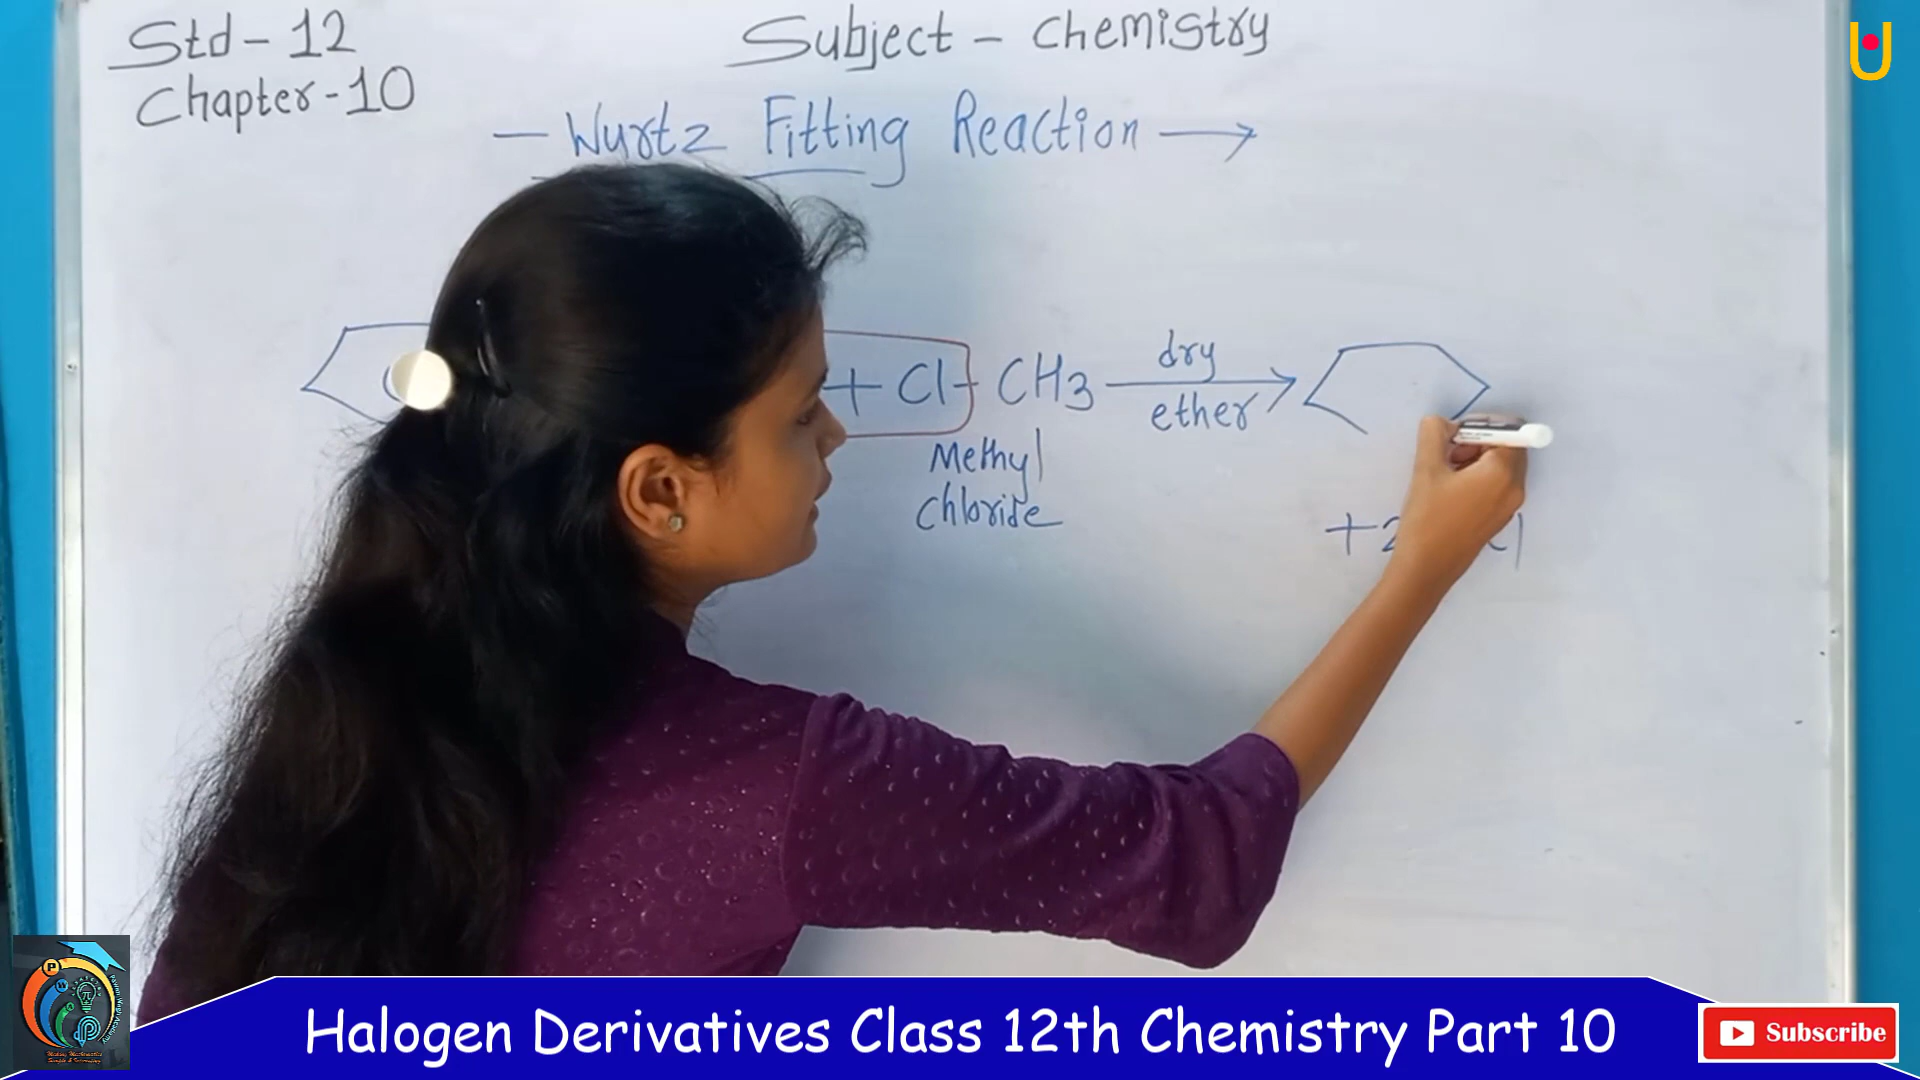 Std - 12
Subject - Chemistry
Chapter - 10
- Wurtz Fitting Reaction →
+ Cl - CH3
dry
ether
Methyl
chloride
Halogen Derivatives Class 12th Chemistry Part 10
Subscribe